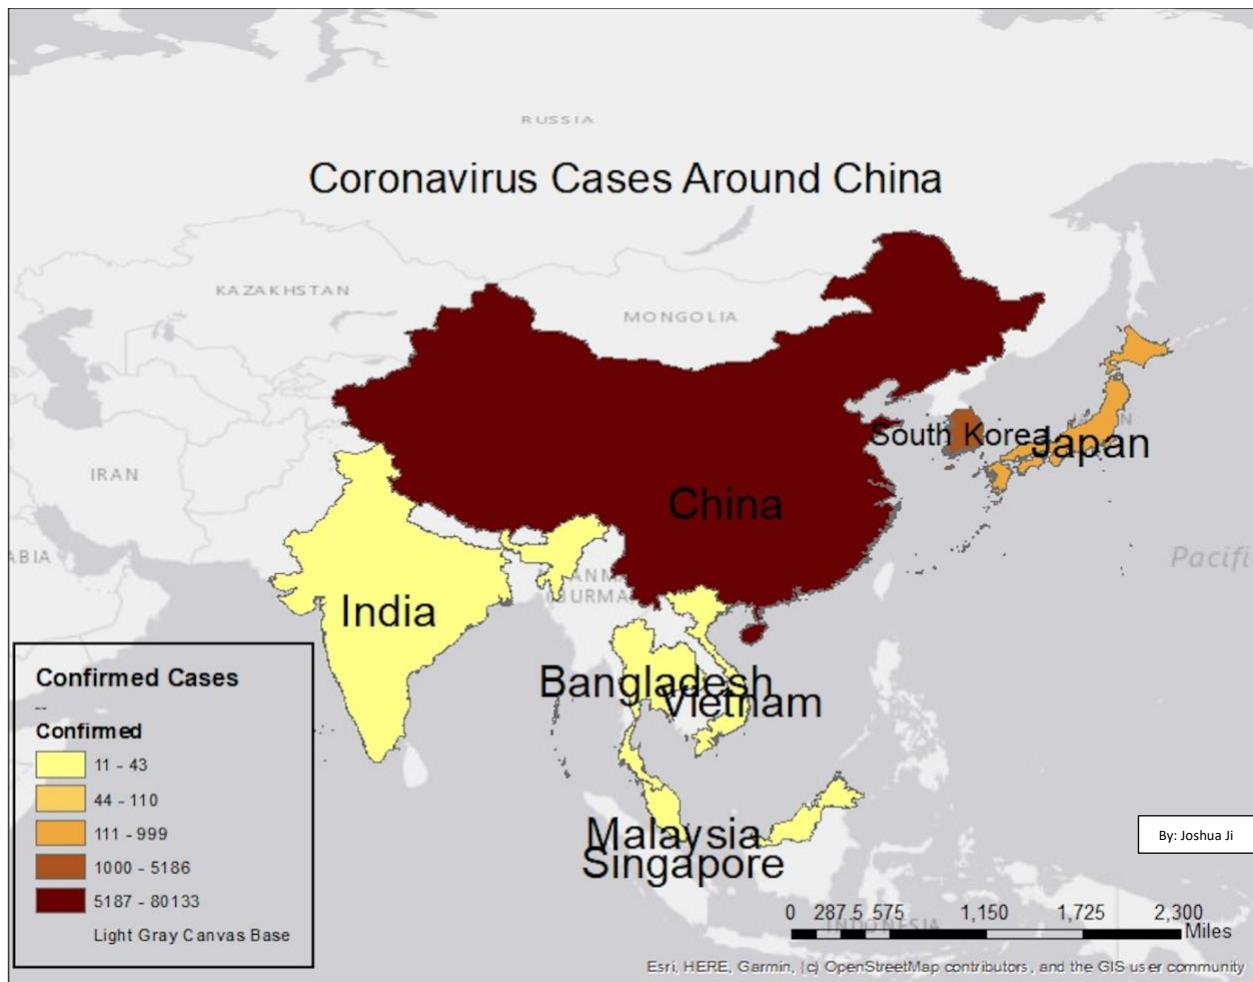 RUSSIA
Coronavirus Cases Around China
KAZAKHSTAN
MONGOLIA
South Korea
Japan
IRAN
China
ABIA
Pacific
India
Bangladesh
Vietnam
Confirmed Cases
--
Confirmed
11 - 43
44 - 110
111 - 999
1000 - 5186
5187 - 80133
Light Gray Canvas Base
Malaysia
Singapore
By: Joshua Ji
0 287.5 575 1,150 1,725 2,300
Miles
INDONESIA
Esri, HERE, Garmin, (c) OpenStreetMap contributors, and the GIS user community